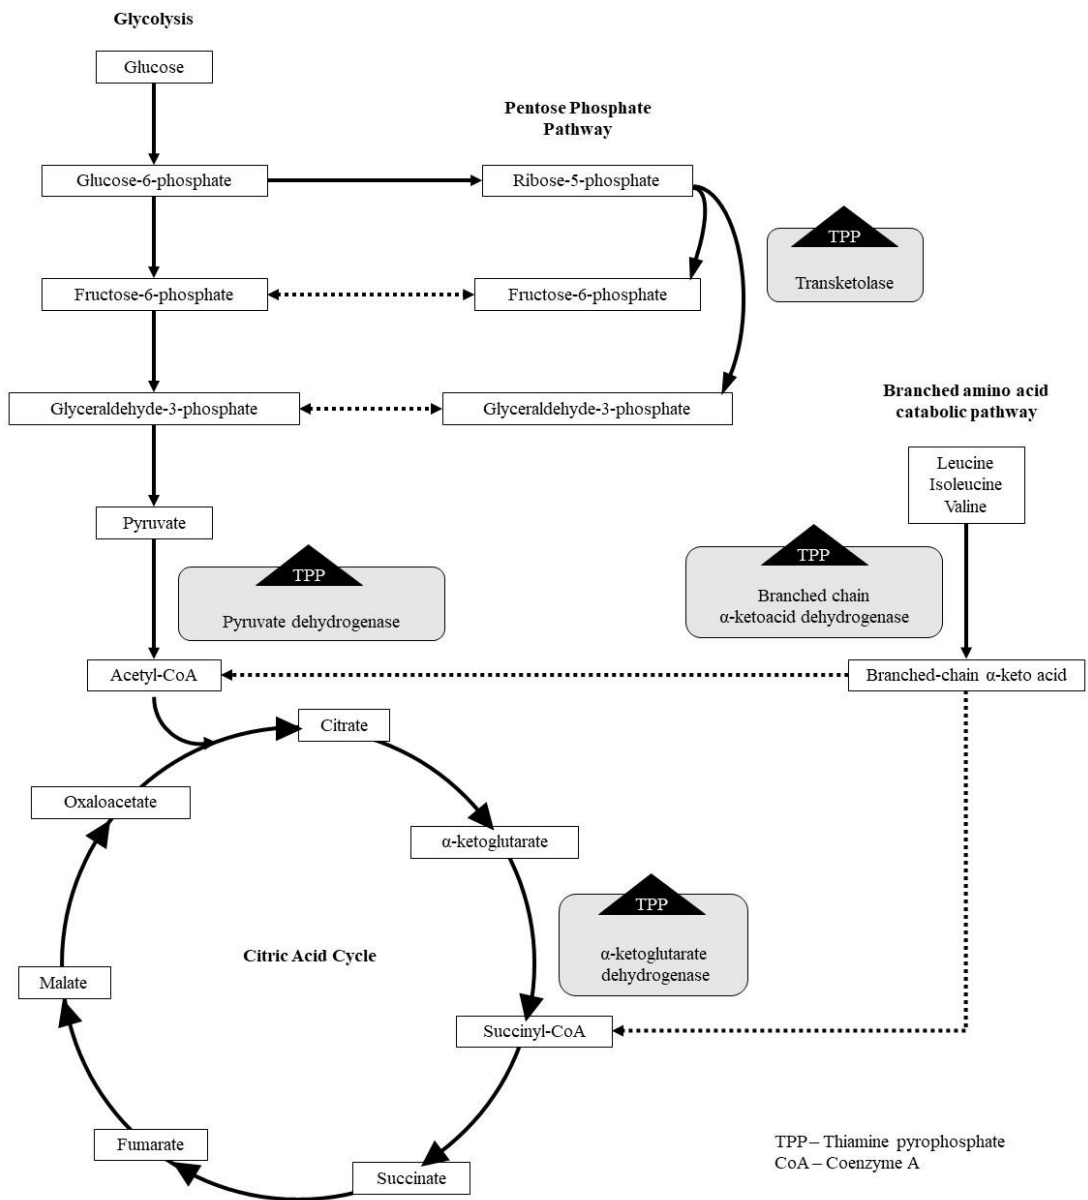 Glycolysis
Glucose
Pentose Phosphate
Pathway
Glucose-6-phosphate
Ribose-5-phosphate
TPP
Transketolase
Fructose-6-phosphate
Fructose-6-phosphate
Glyceraldehyde-3-phosphate
Glyceraldehyde-3-phosphate
Branched amino acid
catabolic pathway
Leucine
Isoleucine
Valine
Pyruvate
TPP
Pyruvate dehydrogenase
TPP
Branched chain
α-ketoacid dehydrogenase
Acetyl-CoA
Branched-chain α-keto acid
Citrate
Oxaloacetate
α-ketoglutarate
TPP
α-ketoglutarate
dehydrogenase
Citric Acid Cycle
Malate
Succinyl-CoA
Fumarate
Succinate
TPP – Thiamine pyrophosphate
CoA – Coenzyme A